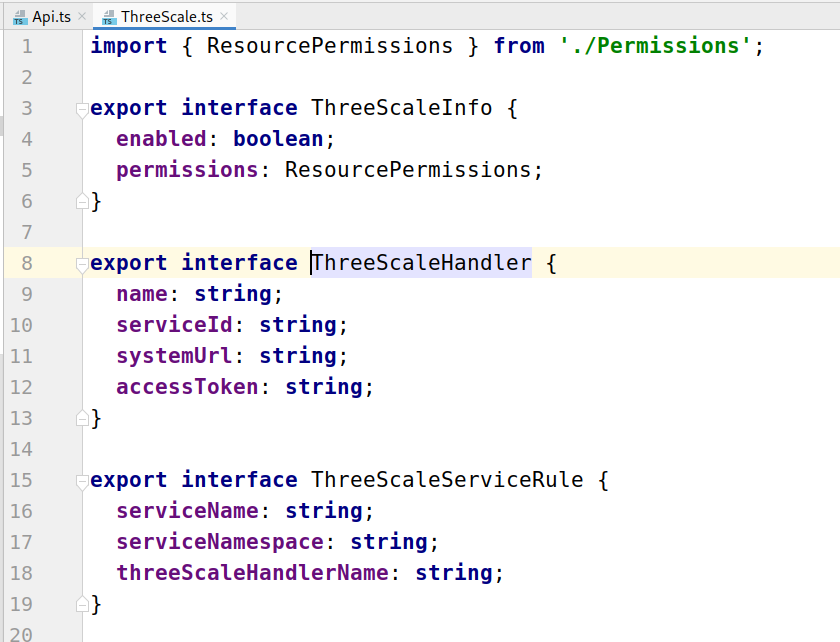 Api.ts ThreeScale.ts
1 import { ResourcePermissions } from './Permissions';
2
3 export interface ThreeScaleInfo {
4   enabled: boolean;
5   permissions: ResourcePermissions;
6 }
7
8 export interface ThreeScaleHandler {
9   name: string;
10   serviceId: string;
11   systemUrl: string;
12   accessToken: string;
13 }
14
15 export interface ThreeScaleServiceRule {
16   serviceName: string;
17   serviceNamespace: string;
18   threeScaleHandlerName: string;
19 }
20